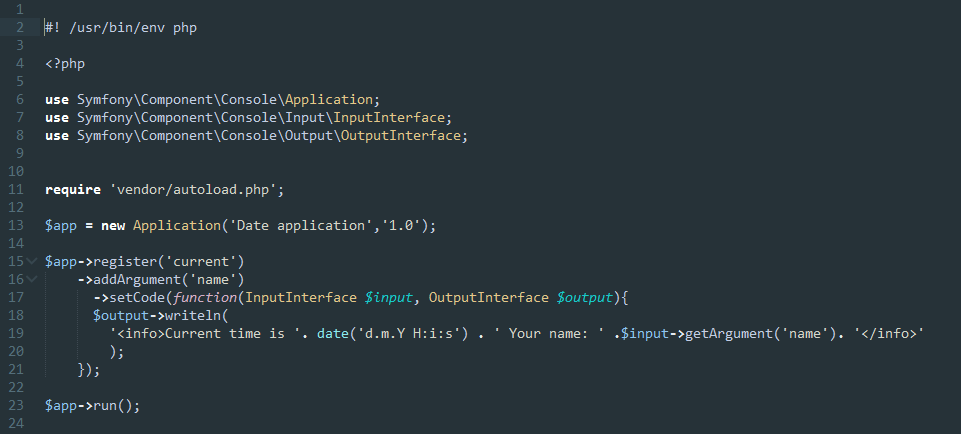 1
2 #! /usr/bin/env php
3
4 <?php
5
6 use Symfony\Component\Console\Application;
7 use Symfony\Component\Console\Input\InputInterface;
8 use Symfony\Component\Console\Output\OutputInterface;
9
10
11 require 'vendor/autoload.php';
12
13 $app = new Application('Date application','1.0');
14
15 $app->register('current')
16 ->addArgument('name')
17 ->setCode(function(InputInterface $input, OutputInterface $output){
18 $output->writeln(
19 '<info>Current time is '. date('d.m.Y H:i:s') . ' Your name: ' .$input->getArgument('name'). '</info>'
20 );
21 });
22
23 $app->run();
24